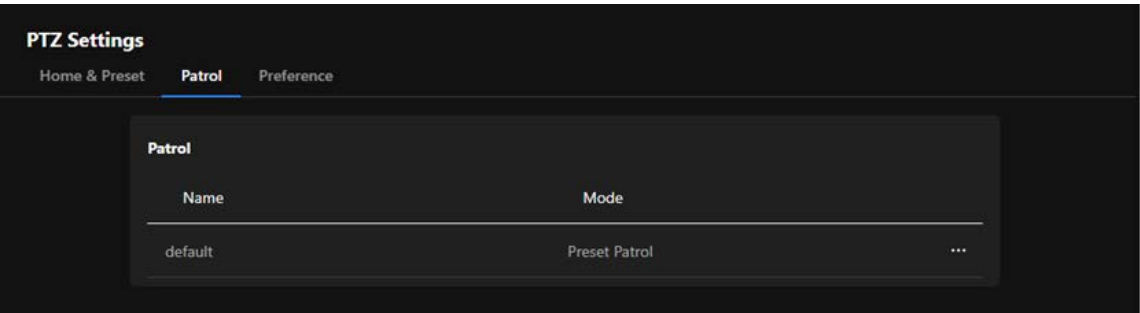 PTZ Settings
Home & Preset Patrol Preference
Patrol
Name Mode
default Preset Patrol ...